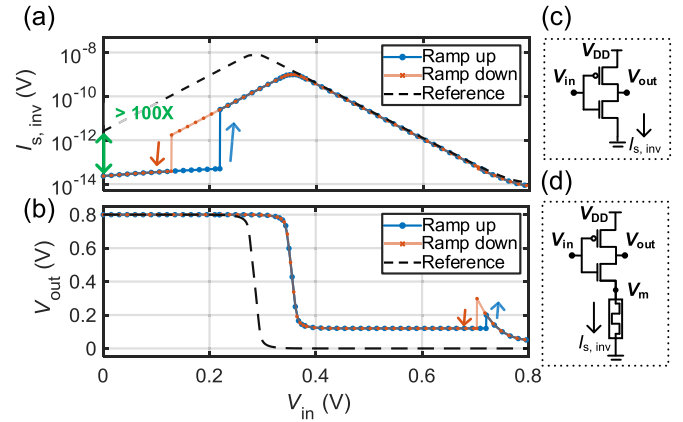 (a)
10⁻⁸
10⁻¹⁰
10⁻¹²
10⁻¹⁴
I_s, inv (V)
> 100X
Ramp up
Ramp down
Reference
(b)
0.8
0.6
0.4
0.2
0
V_out (V)
Ramp up
Ramp down
Reference
0
0.2
0.4
0.6
0.8
V_in (V)
(c)
V_DD
V_in
V_out
I_s, inv
(d)
V_DD
V_in
V_out
V_m
I_s, inv